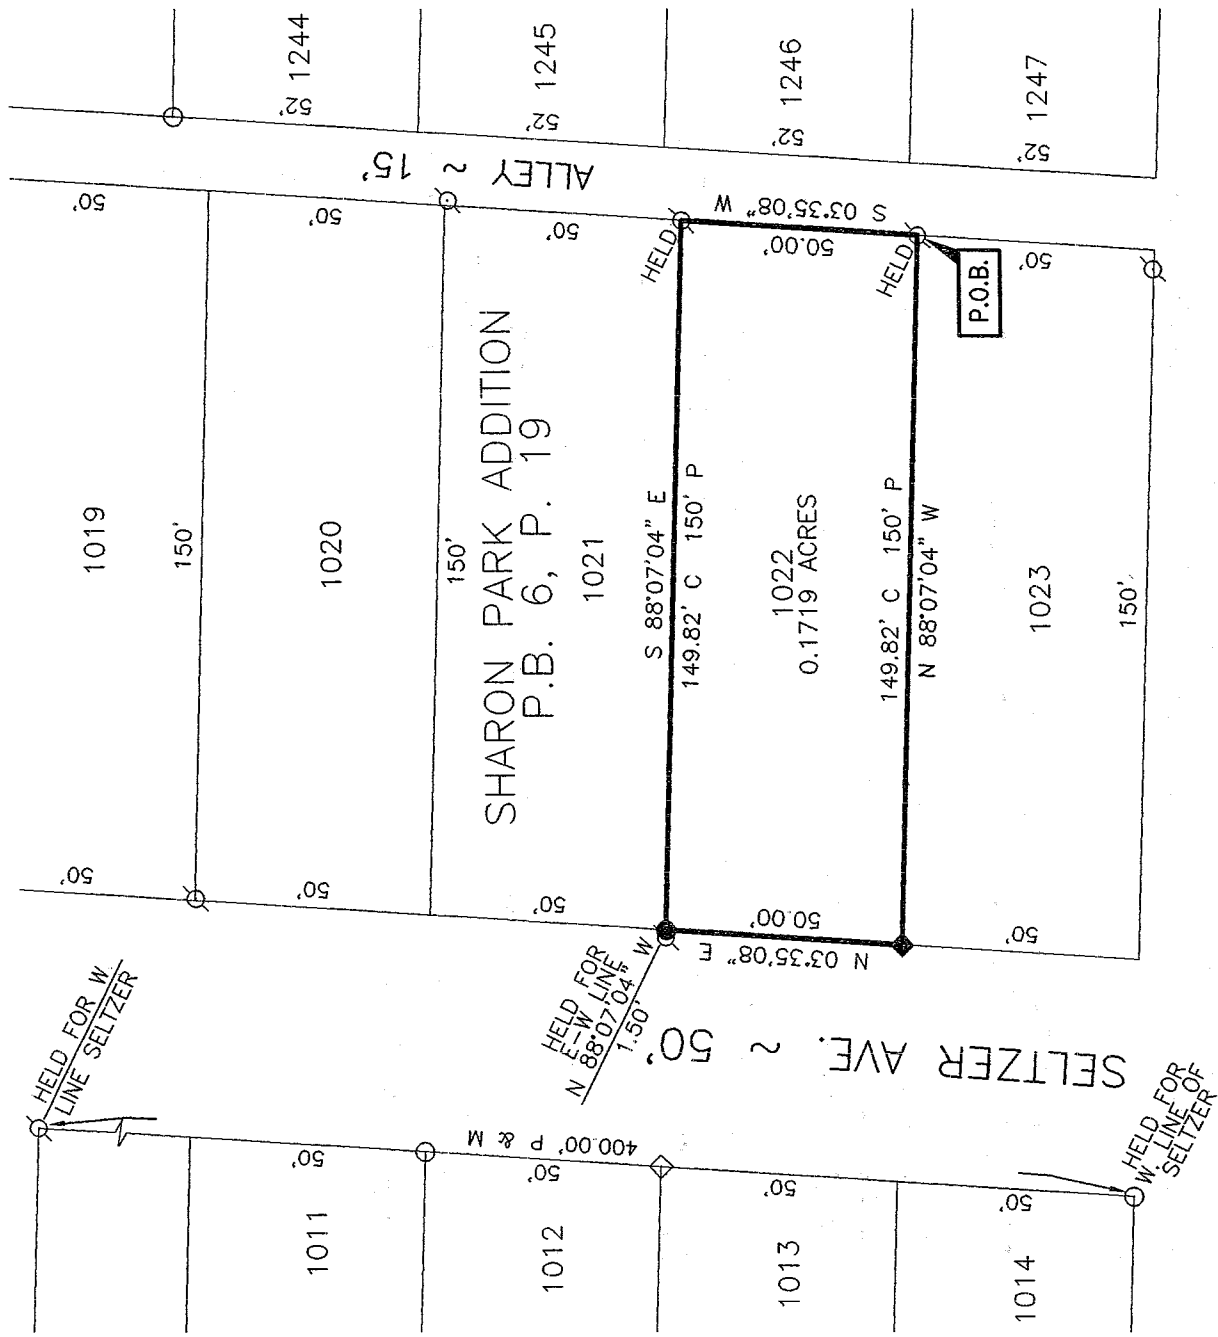 1244
1245
1246
1247
52'
52'
52'
52'
ALLEY ~ 15'
50'
50'
50'
50'
S 03°35'08" W
50.00'
HELD
HELD
P.O.B.
1019
150'
1020
150'
SHARON PARK ADDITION
P.B. 6, P. 19
1021
S 88°07'04" E
149.82' C 150' P
1022
0.1719 ACRES
149.82' C 150' P
N 88°07'04" W
1023
150'
50'
50'
50'
50'
50.00'
N 03°35'08" E
HELD FOR
E-W LINE
N 88°07'04" W
1.50'
SELTZER AVE. ~ 50'
HELD FOR W
LINE SELTZER
400.00' P & M
50'
50'
50'
50'
HELD FOR
W. LINE OF
SELTZER
1011
1012
1013
1014